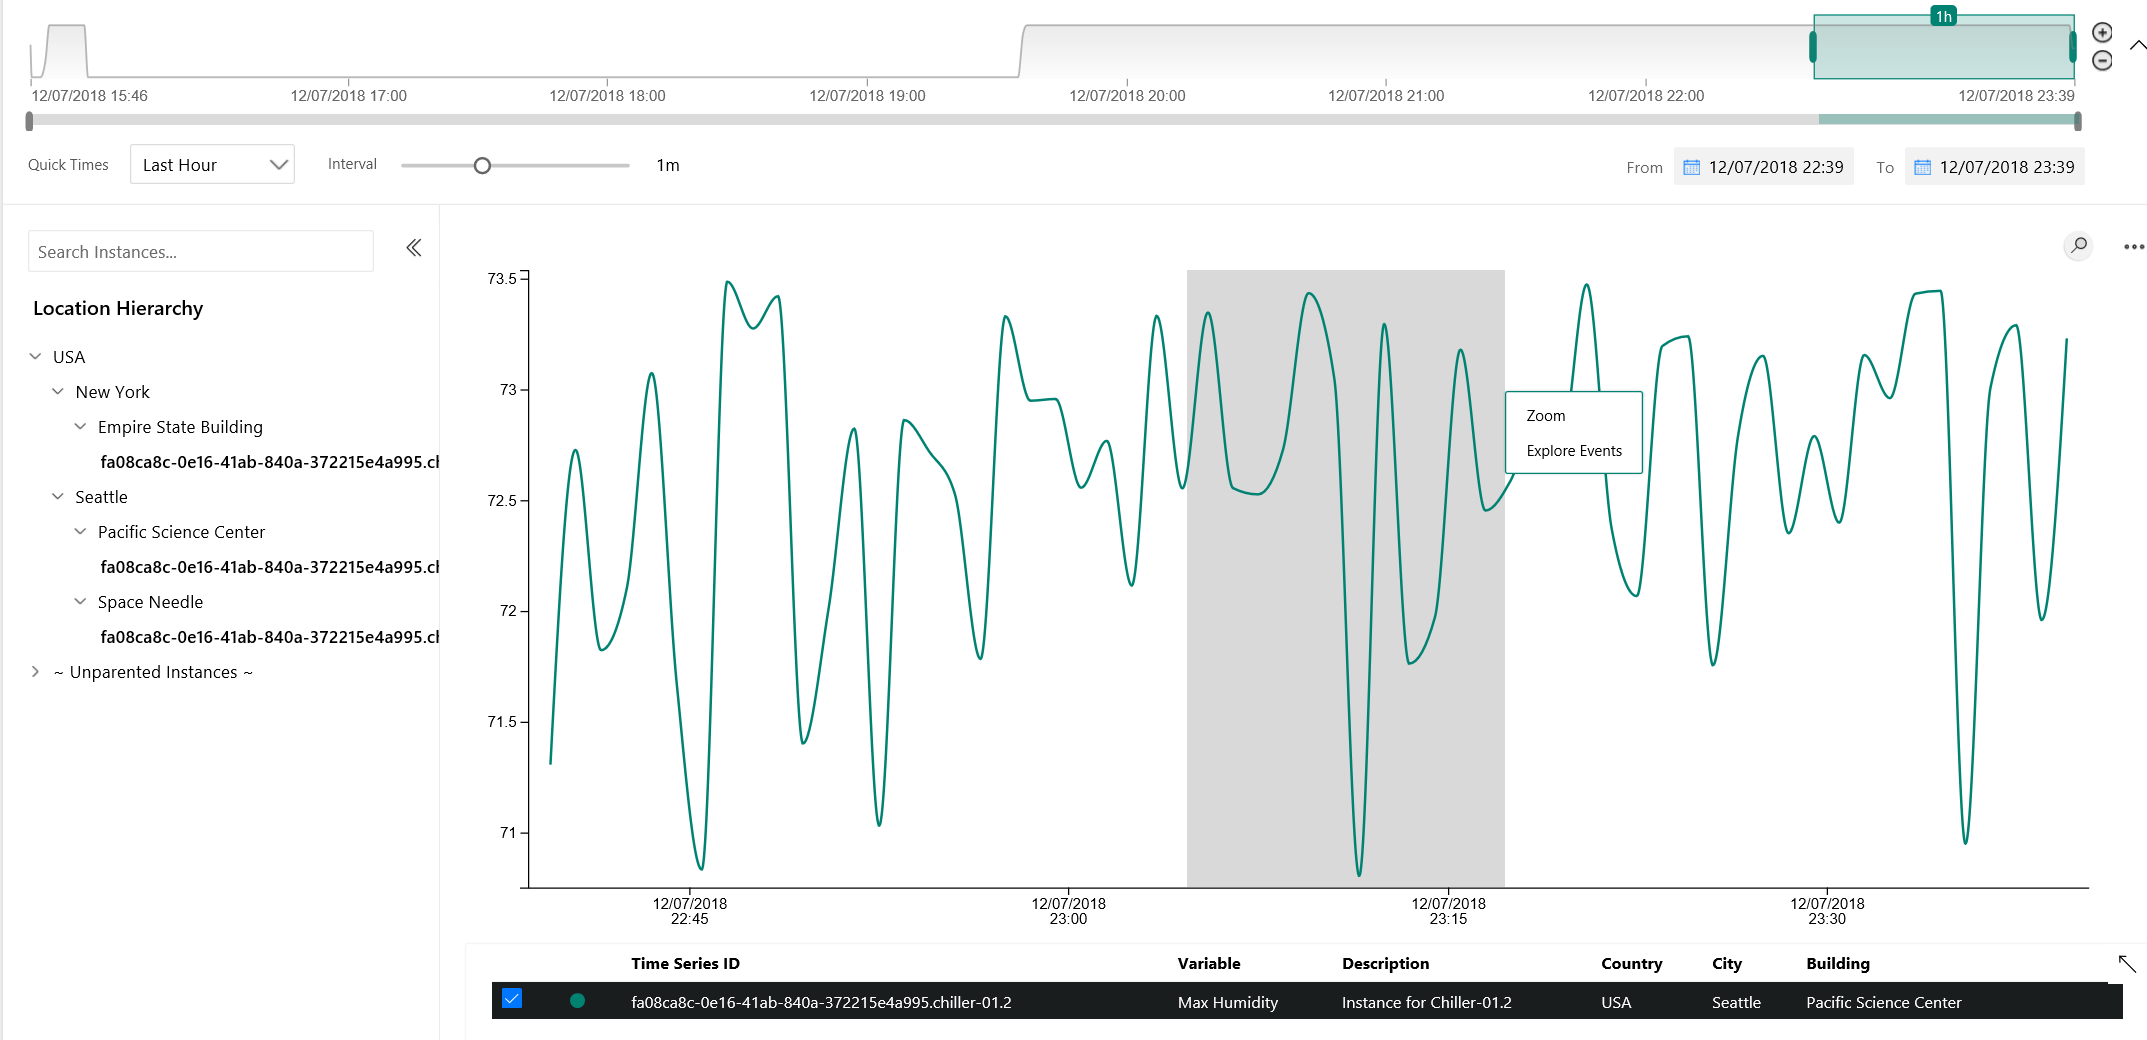 1h
12/07/2018 15:46 12/07/2018 17:00 12/07/2018 18:00 12/07/2018 19:00 12/07/2018 20:00 12/07/2018 21:00 12/07/2018 22:00 12/07/2018 23:39
Quick Times Last Hour Interval 1m From 12/07/2018 22:39 To 12/07/2018 23:39
Search Instances...
Location Hierarchy
USA
New York
Empire State Building
fa08ca8c-0e16-41ab-840a-372215e4a995.ch
Seattle
Pacific Science Center
fa08ca8c-0e16-41ab-840a-372215e4a995.ch
Space Needle
fa08ca8c-0e16-41ab-840a-372215e4a995.ch
~ Unparented Instances ~
73.5
73
72.5
72
71.5
71
Zoom
Explore Events
12/07/2018 12/07/2018 12/07/2018 12/07/2018
22:45 23:00 23:15 23:30
Time Series ID Variable Description Country City Building
fa08ca8c-0e16-41ab-840a-372215e4a995.chiller-01.2 Max Humidity Instance for Chiller-01.2 USA Seattle Pacific Science Center